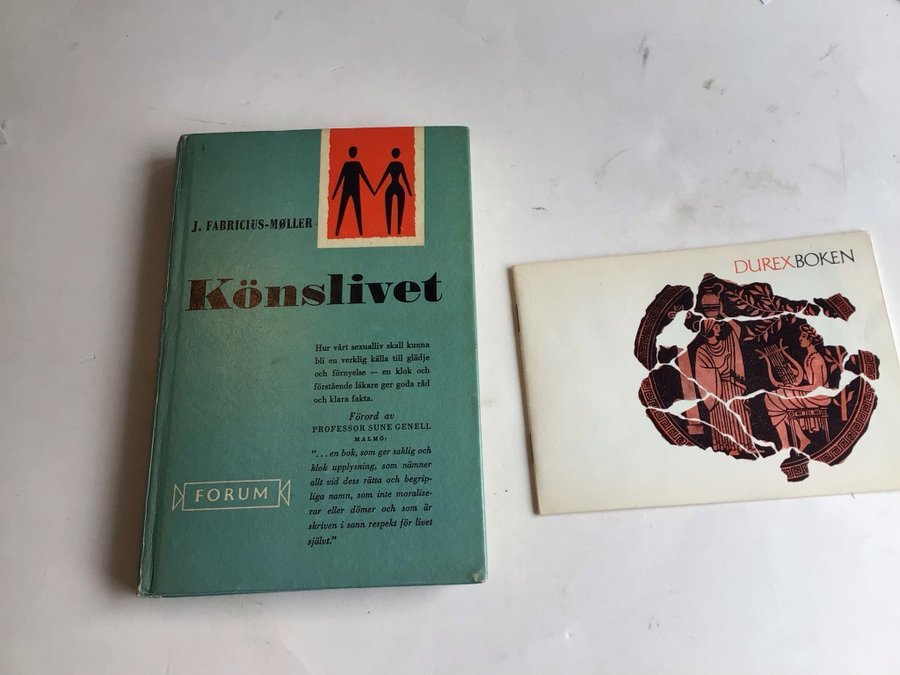 J. FABRICIUS-MØLLER
Könslivet
Hur vårt sexualliv skall kunna
bli en verklig källa till glädje
och förnyelse — en klok och
förstående läkare ger goda råd
och klara fakta.
Förord av
PROFESSOR SUNE GENELL
MALMÖ:
"...en bok, som ger saklig och
klok upplysning, som nämner
allt vid dess rätta och begrip-
liga namn, som inte moralise-
rar eller dömer och som är
skriven i sann respekt för livet
självt."
FORUM
DUREXBOKEN